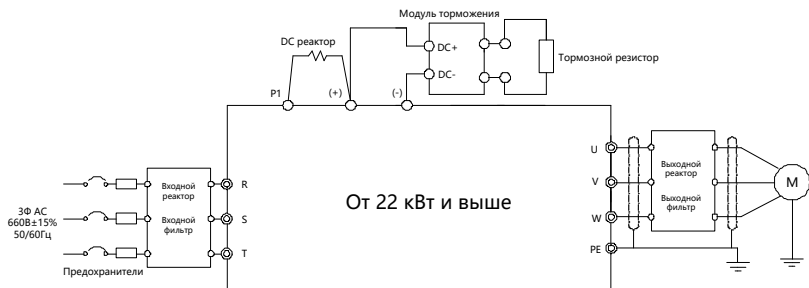 Модуль торможения
DC реактор
DC+
Тормозной резистор
DC-
P1
(+)
(-)
U
Входной
реактор
Входной
фильтр
R
S
T
3Ф AC
660В±15%
50/60Гц
Предохранители
От 22 кВт и выше
V
W
PE
Выходной
реактор
Выходной
фильтр
M